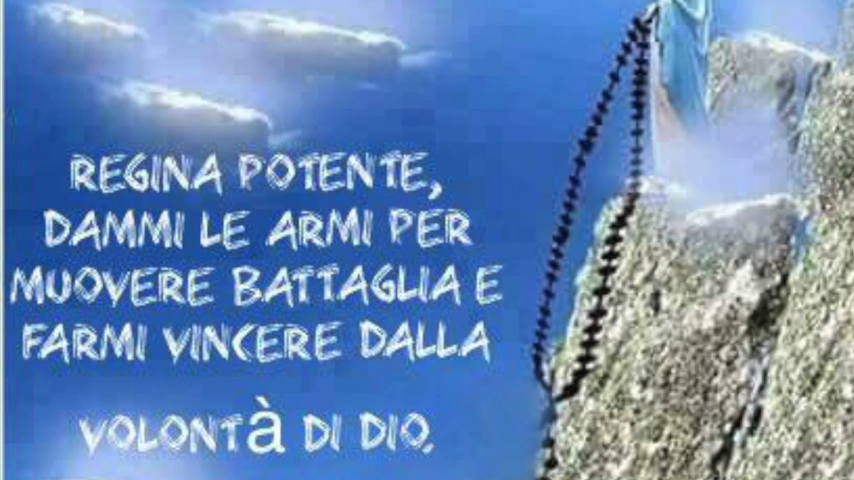 REGINA POTENTE,
DAMMI LE ARMI PER
MUOVERE BATTAGLIA E
FARMI VINCERE DALLA
VOLONTà DI DIO.